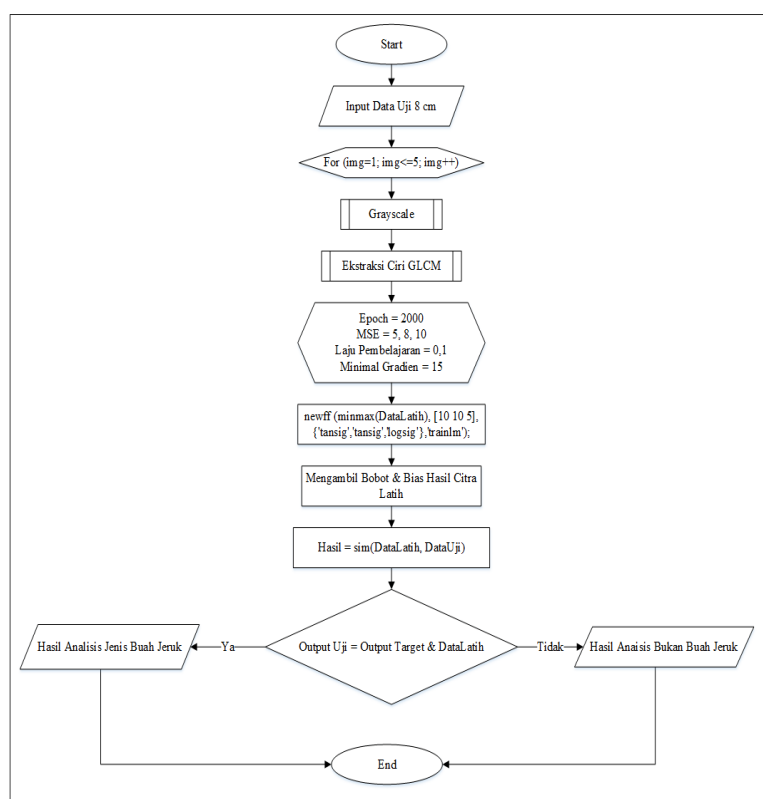 Start
Input Data Uji 8 cm
For (img=1; img<=5; img++)
Grayscale
Ekstraksi Ciri GLCM
Epoch = 2000
MSE = 5, 8, 10
Laju Pembelajaran = 0,1
Minimal Gradien = 15
newff (minmax(DataLatih), [10 10 5],
{'tansig','tansig','logsig'},'trainlm');
Mengambil Bobot & Bias Hasil Citra
Latih
Hasil = sim(DataLatih, DataUji)
Output Uji = Output Target & DataLatih
Ya
Tidak
Hasil Analisis Jenis Buah Jeruk
Hasil Anaisis Bukan Buah Jeruk
End